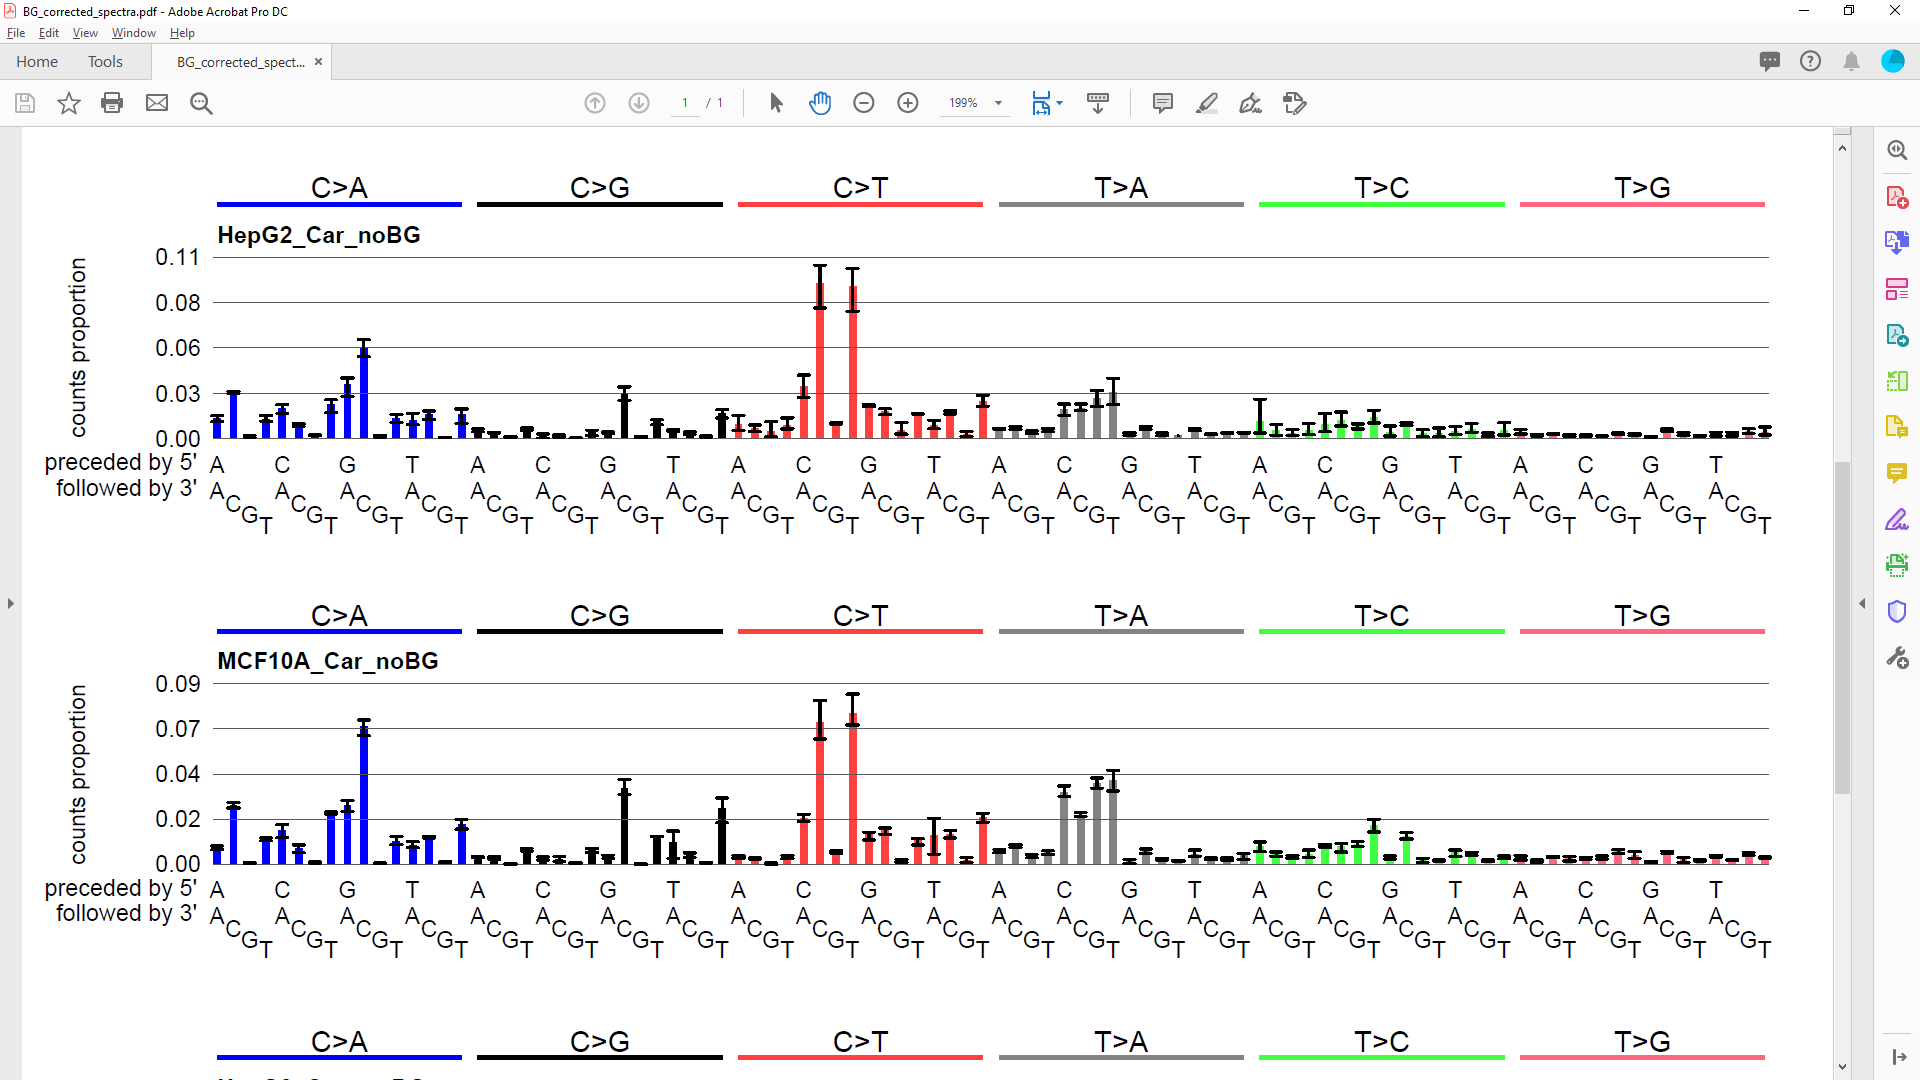 BG_corrected_spectra.pdf - Adobe Acrobat Pro DC
File Edit View Window Help
Home Tools BG_corrected_spect... ×
1 / 1 199%
C>A C>G C>T T>A T>C T>G
HepG2_Car_noBG
counts proportion
0.11
0.08
0.06
0.03
0.00
preceded by 5' A C G T A C G T A C G T A C G T A C G T A C G T
followed by 3' A C G T A C G T A C G T A C G T A C G T A C G T A C G T A C G T A C G T A C G T A C G T A C G T A C G T A C G T A C G T A C G T A C G T A C G T A C G T A C G T A C G T A C G T A C G T A C G T
C>A C>G C>T T>A T>C T>G
MCF10A_Car_noBG
counts proportion
0.09
0.07
0.04
0.02
0.00
preceded by 5' A C G T A C G T A C G T A C G T A C G T A C G T
followed by 3' A C G T A C G T A C G T A C G T A C G T A C G T A C G T A C G T A C G T A C G T A C G T A C G T A C G T A C G T A C G T A C G T A C G T A C G T A C G T A C G T A C G T A C G T A C G T A C G T
C>A C>G C>T T>A T>C T>G